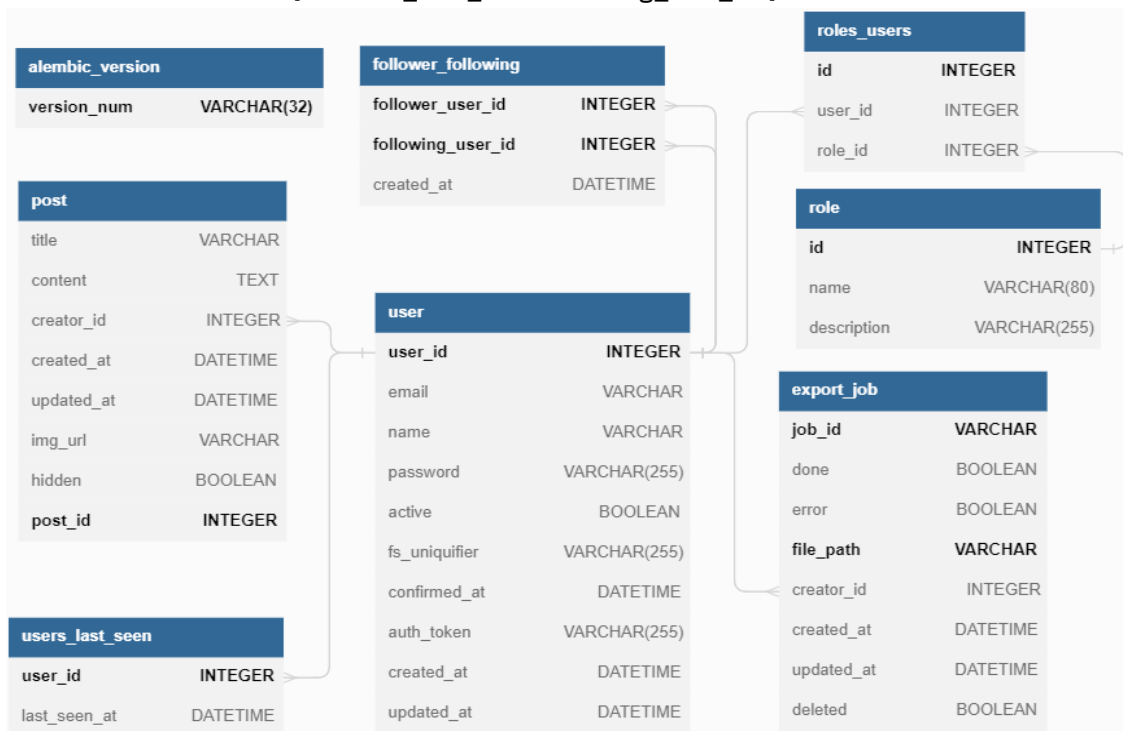 alembic_version
version_num VARCHAR(32)
follower_following
follower_user_id INTEGER
following_user_id INTEGER
created_at DATETIME
roles_users
id INTEGER
user_id INTEGER
role_id INTEGER
post
title VARCHAR
content TEXT
creator_id INTEGER
created_at DATETIME
updated_at DATETIME
img_url VARCHAR
hidden BOOLEAN
post_id INTEGER
role
id INTEGER
name VARCHAR(80)
description VARCHAR(255)
user
user_id INTEGER
email VARCHAR
name VARCHAR
password VARCHAR(255)
active BOOLEAN
fs_uniquifier VARCHAR(255)
confirmed_at DATETIME
auth_token VARCHAR(255)
created_at DATETIME
updated_at DATETIME
export_job
job_id VARCHAR
done BOOLEAN
error BOOLEAN
file_path VARCHAR
creator_id INTEGER
created_at DATETIME
updated_at DATETIME
deleted BOOLEAN
users_last_seen
user_id INTEGER
last_seen_at DATETIME